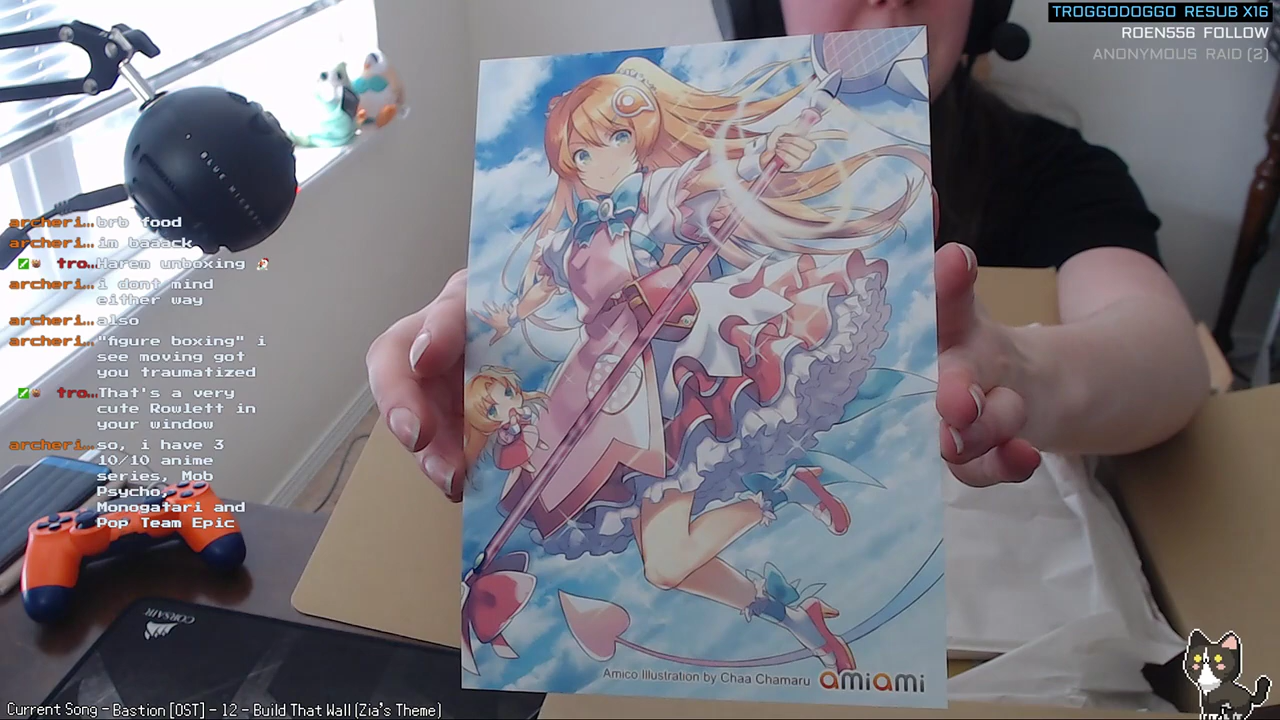 TROGGODOGGO RESUB X16
ROEN556 FOLLOW
ANONYMOUS RAID (2)
archeri… brb food
archeri… im baaack
tro… Harem unboxing
archeri… i dont mind
either way
archeri… also
archeri… "figure boxing" i
see moving got
you traumatized
tro… That's a very
cute Rowlett in
your window
archeri… so, i have 3
10/10 anime
series, Mob
Psycho,
Monogatari and
Pop Team Epic
CORSAIR
Amico Illustration by Chaa Chamaru amiami
Current Song - Bastion [OST] - 12 - Build That Wall (Zia's Theme)